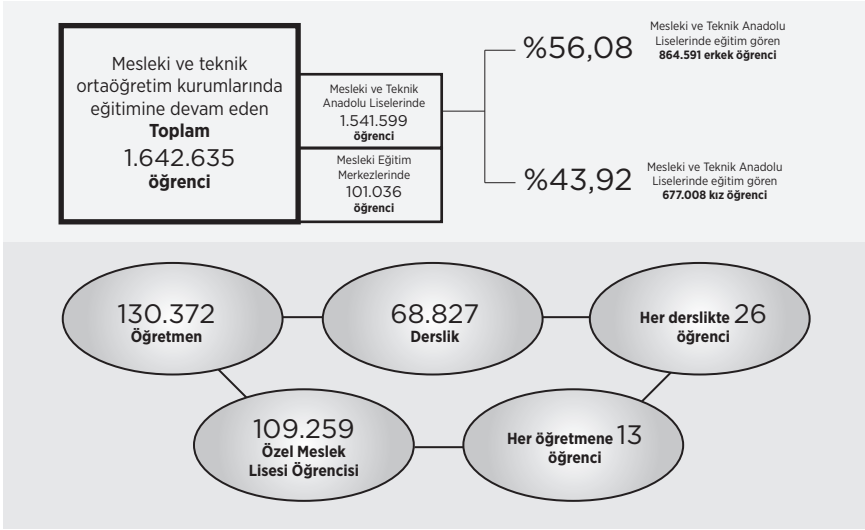 Mesleki ve teknik
ortaöğretim kurumlarında
eğitimine devam eden
Toplam
1.642.635
öğrenci
Mesleki ve Teknik
Anadolu Liselerinde
1.541.599
öğrenci
Mesleki Eğitim
Merkezlerinde
101.036
öğrenci
%56,08
Mesleki ve Teknik Anadolu
Liselerinde eğitim gören
864.591 erkek öğrenci
%43,92
Mesleki ve Teknik Anadolu
Liselerinde eğitim gören
677.008 kız öğrenci
130.372
Öğretmen
68.827
Derslik
Her derslikte 26
öğrenci
109.259
Özel Meslek
Lisesi Öğrencisi
Her öğretmene 13
öğrenci